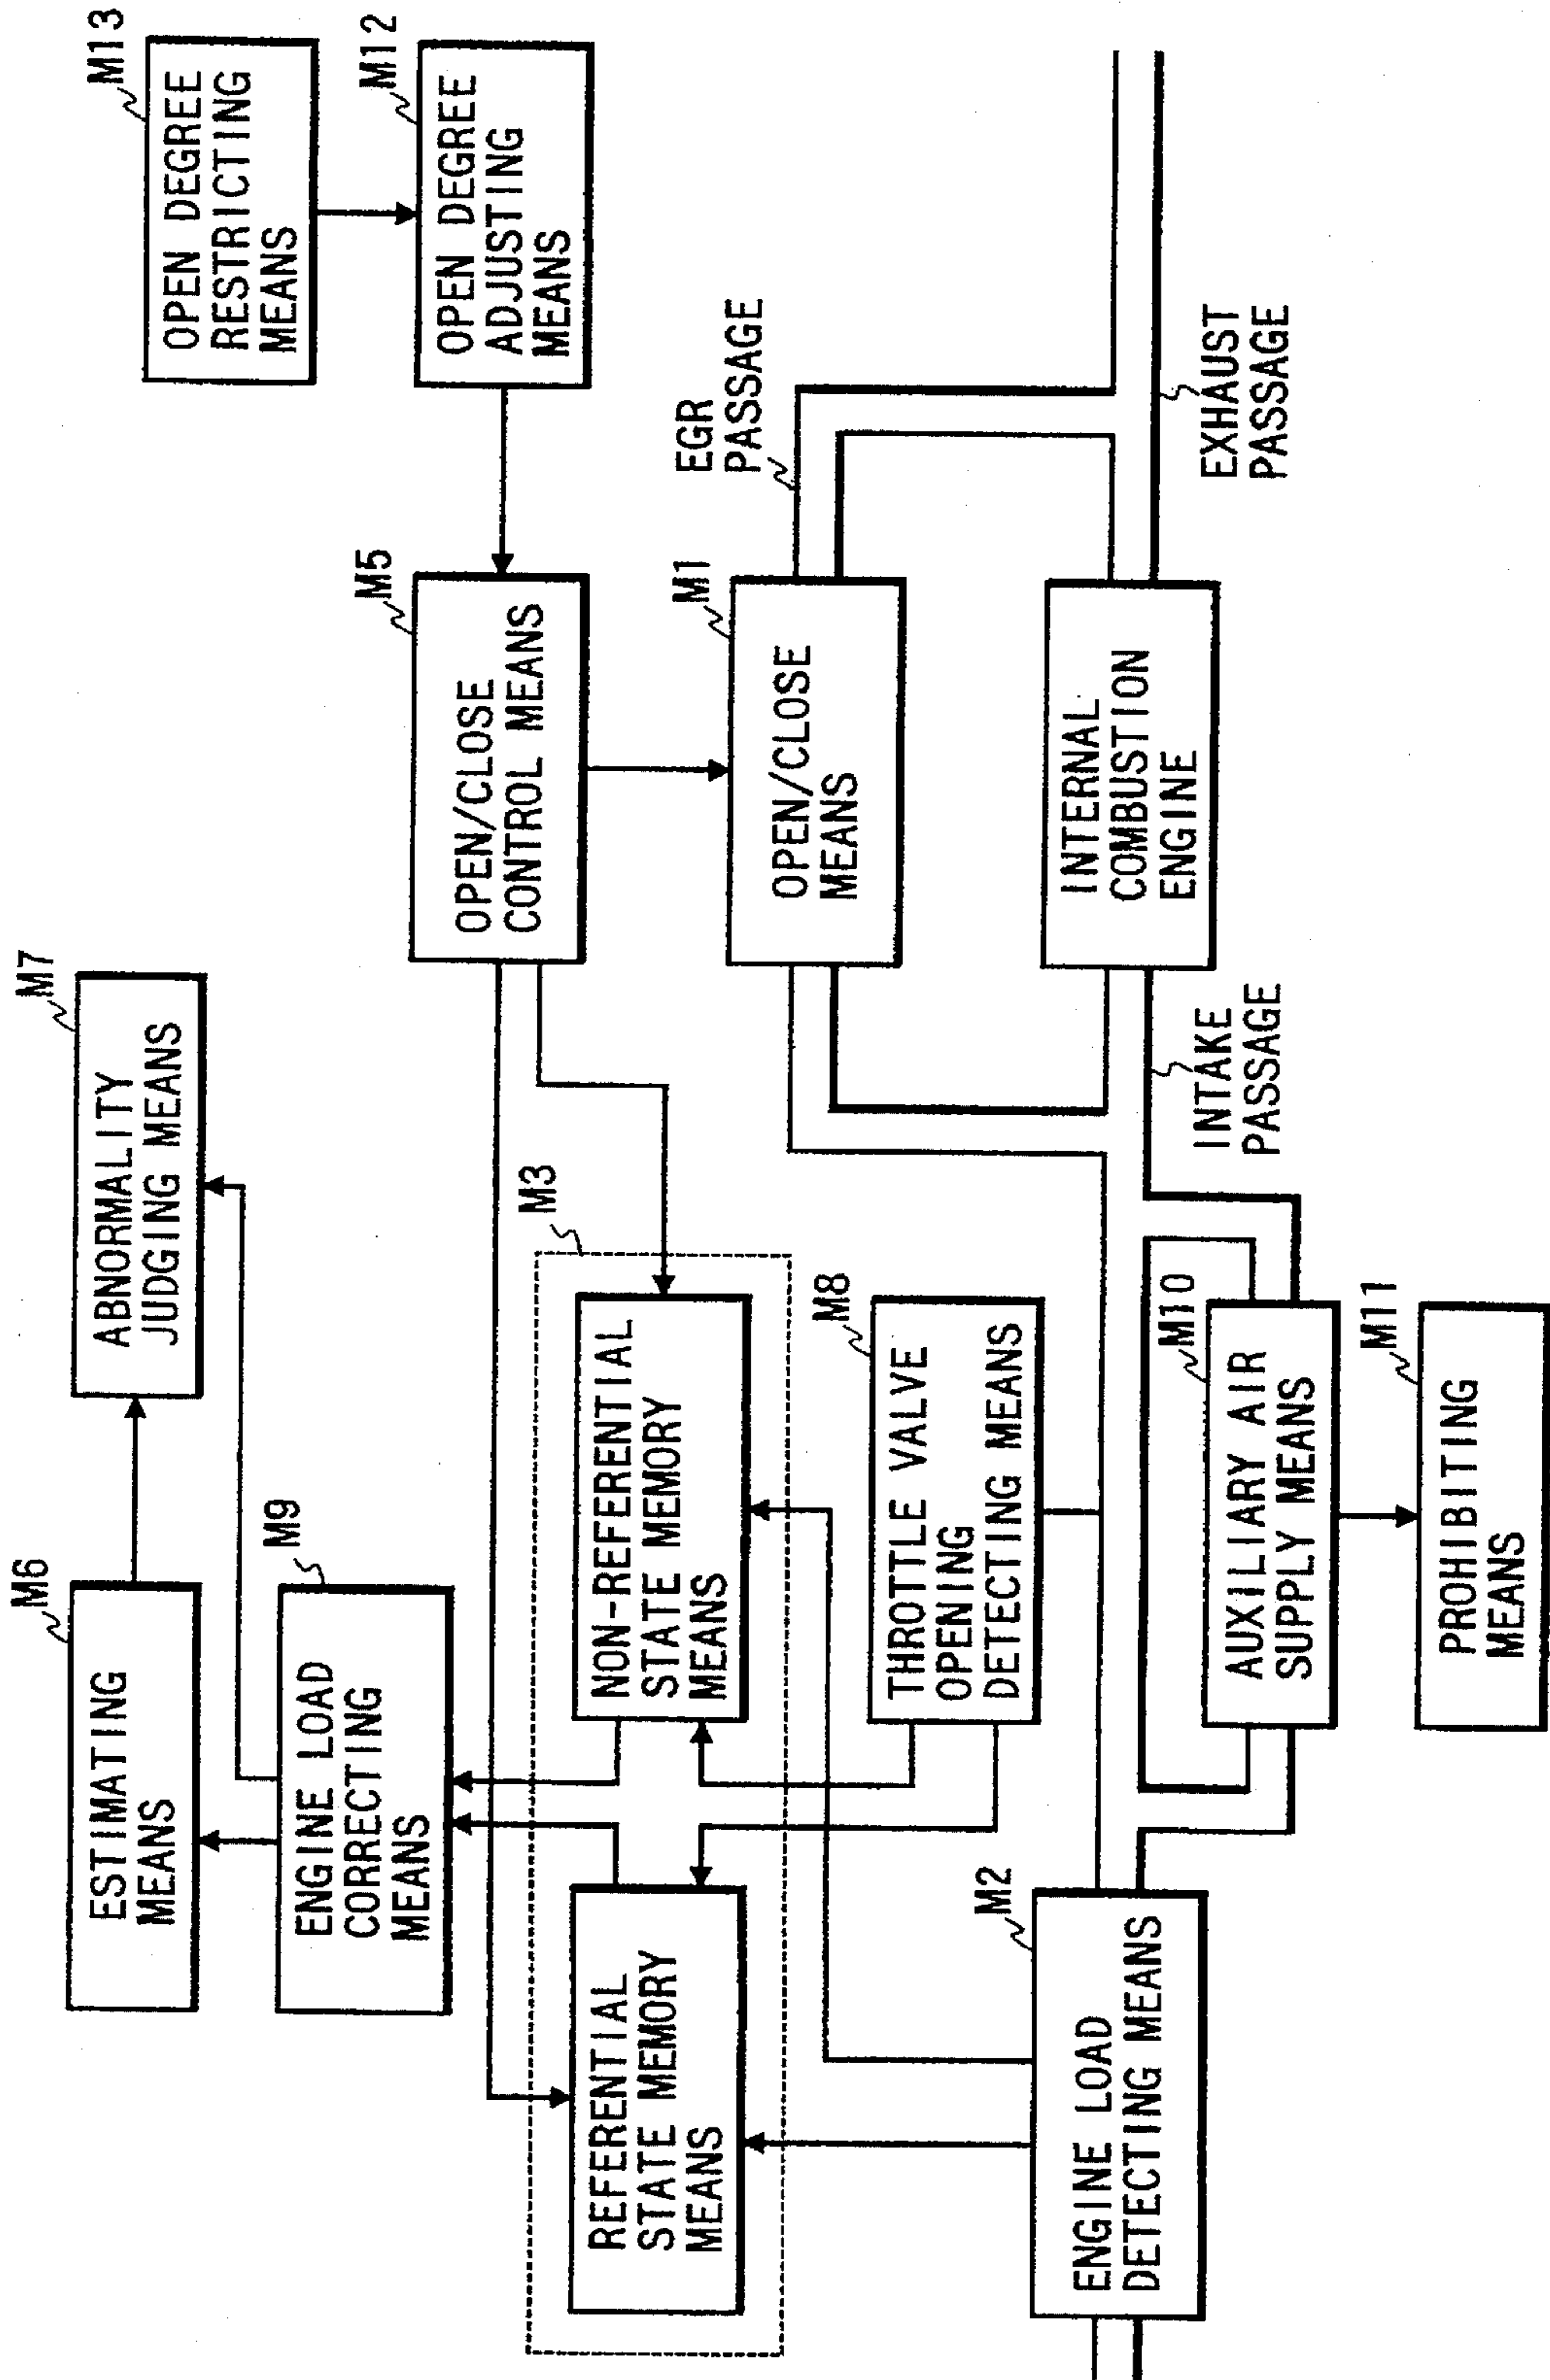 M6
ESTIMATING
MEANS
M7
ABNORMALITY
JUDGING MEANS
M13
OPEN DEGREE
RESTRICTING
MEANS
M9
ENGINE LOAD
CORRECTING
MEANS
M5
OPEN/CLOSE
CONTROL MEANS
M12
OPEN DEGREE
ADJUSTING
MEANS
M3
REFERENTIAL
STATE MEMORY
MEANS
NON-REFERENTIAL
STATE MEMORY
MEANS
M1
OPEN/CLOSE
MEANS
EGR
PASSAGE
M8
THROTTLE VALVE
OPENING
DETECTING MEANS
M2
ENGINE LOAD
DETECTING MEANS
INTERNAL
COMBUSTION
ENGINE
INTAKE
PASSAGE
EXHAUST
PASSAGE
M10
AUXILIARY AIR
SUPPLY MEANS
M11
PROHIBITING
MEANS